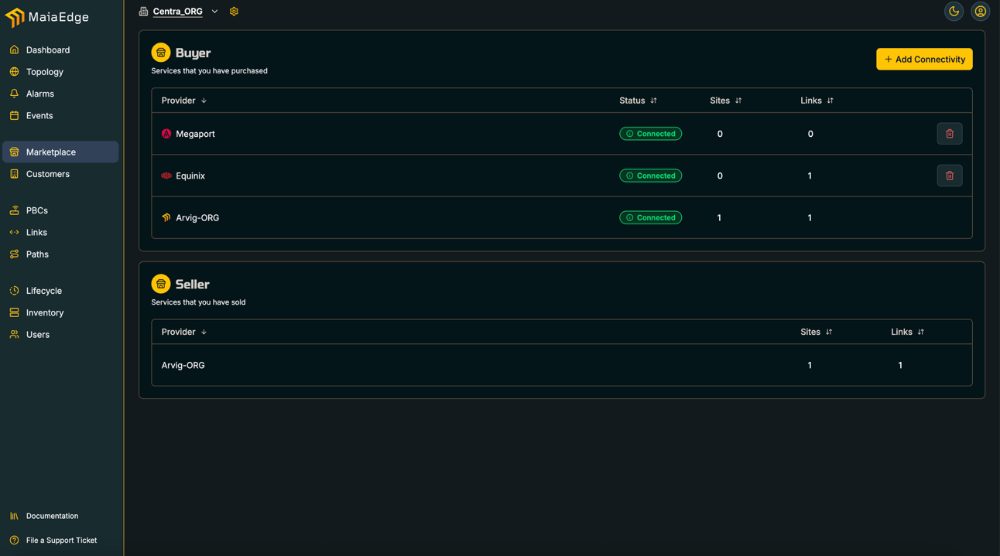 MaiaEdge
Centra_ORG
Dashboard
Topology
Alarms
Events
Marketplace
Customers
PBCs
Links
Paths
Lifecycle
Inventory
Users
Documentation
File a Support Ticket
Buyer
Services that you have purchased
+ Add Connectivity
Provider Status Sites Links
Megaport Connected 0 0
Equinix Connected 0 1
Arvig-ORG Connected 1 1
Seller
Services that you have sold
Provider Sites Links
Arvig-ORG 1 1